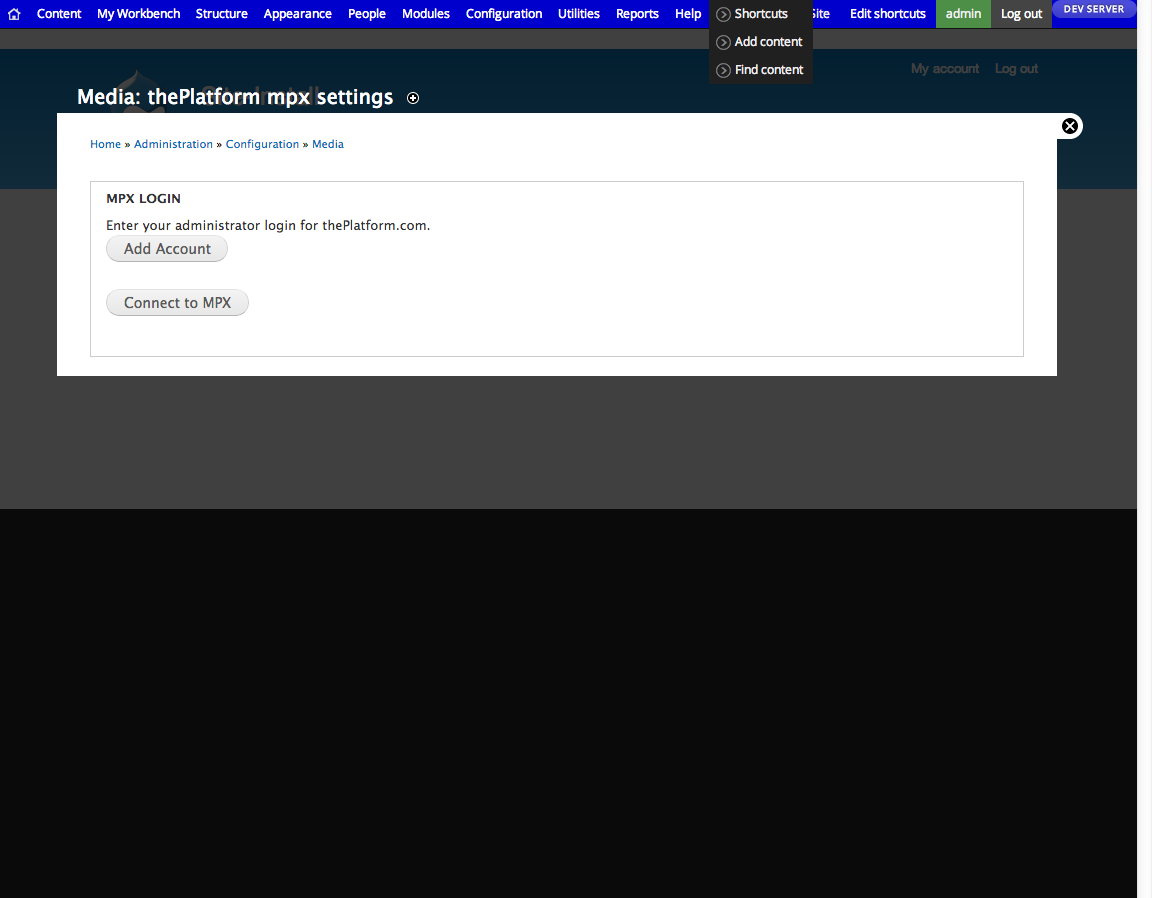 Content My Workbench Structure Appearance People Modules Configuration Utilities Reports Help Shortcuts Site Edit shortcuts admin Log out DEV SERVER
Add content
Find content
My account Log out
Media: thePlatform mpx settings
Home » Administration » Configuration » Media
MPX LOGIN
Enter your administrator login for thePlatform.com.
Add Account
Connect to MPX